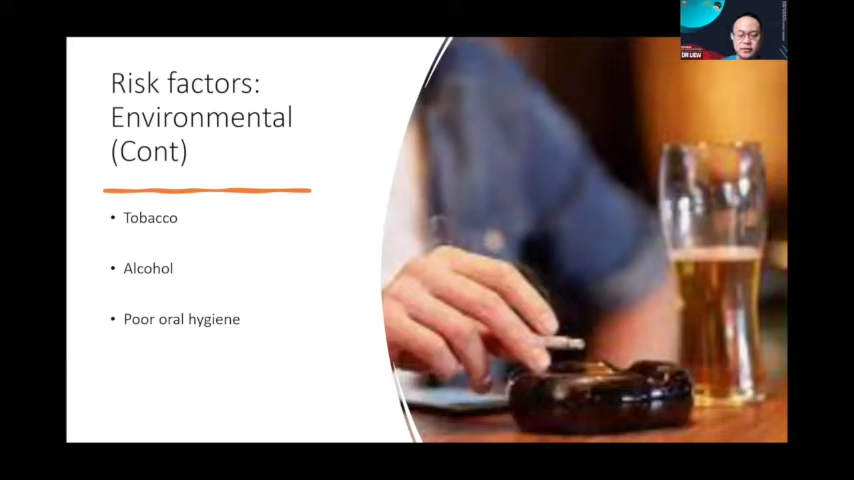 Risk factors:
Environmental
(Cont)
• Tobacco
• Alcohol
• Poor oral hygiene
DR LIEW